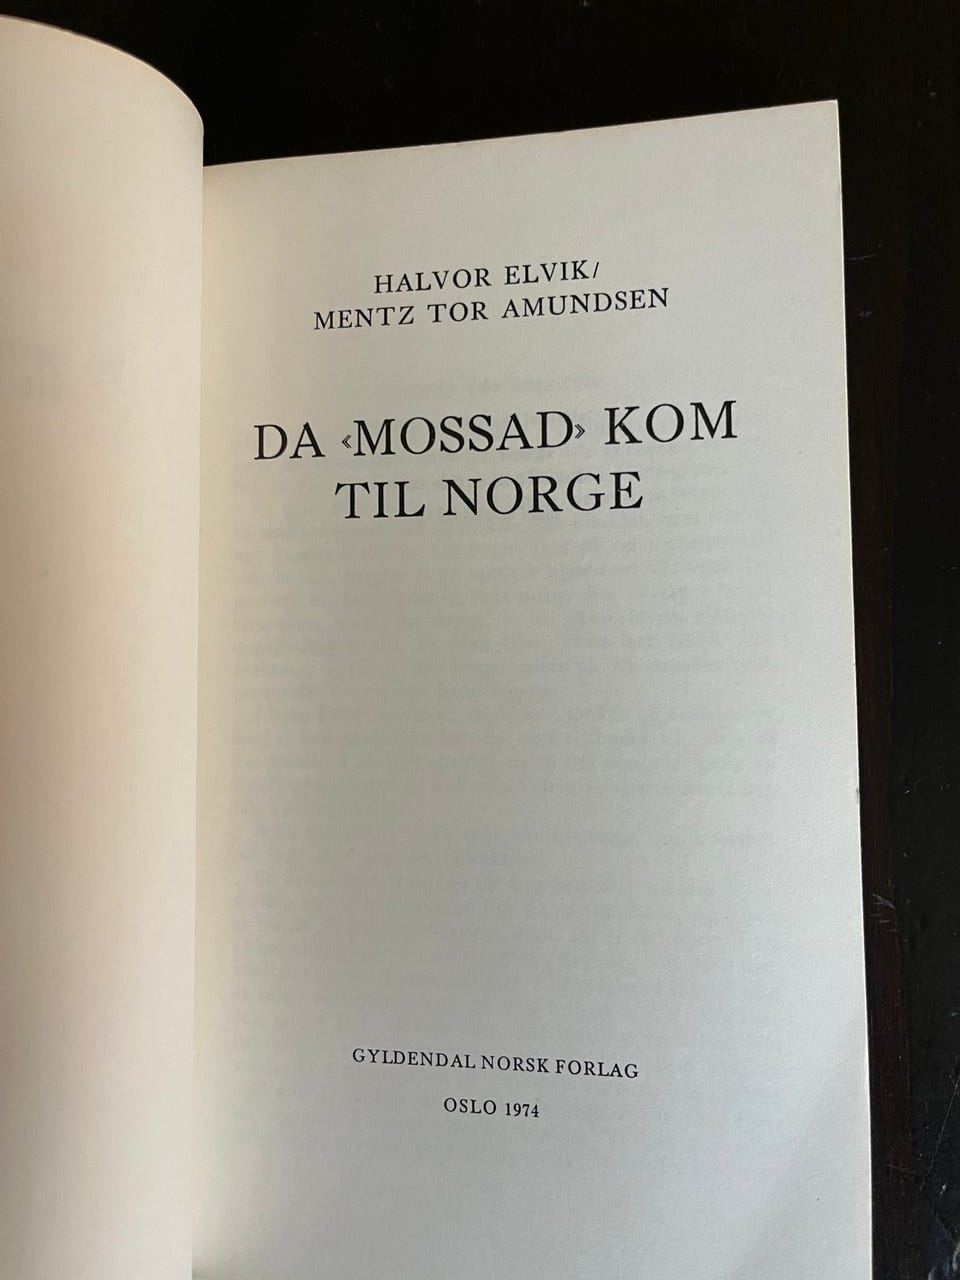 HALVOR ELVIK/
MENTZ TOR AMUNDSEN
DA «MOSSAD» KOM
TIL NORGE
GYLDENDAL NORSK FORLAG
OSLO 1974